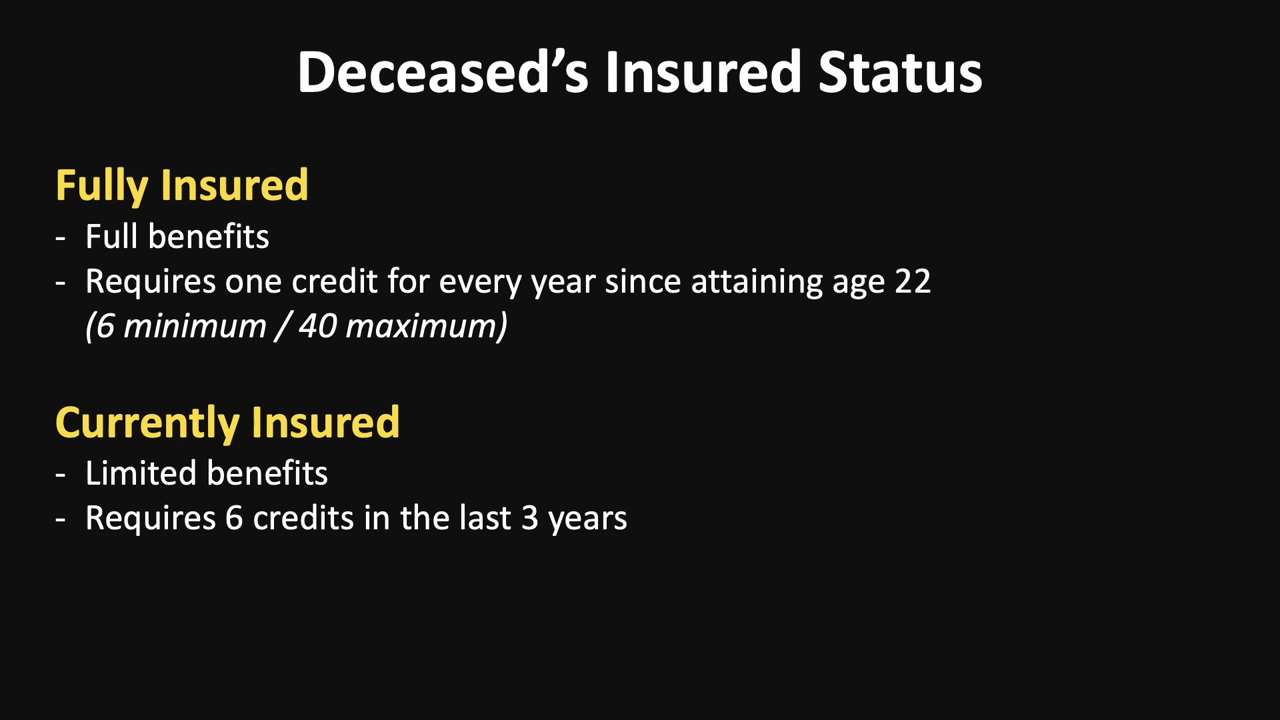 Deceased’s Insured Status
Fully Insured
- Full benefits
- Requires one credit for every year since attaining age 22
(6 minimum / 40 maximum)
Currently Insured
- Limited benefits
- Requires 6 credits in the last 3 years